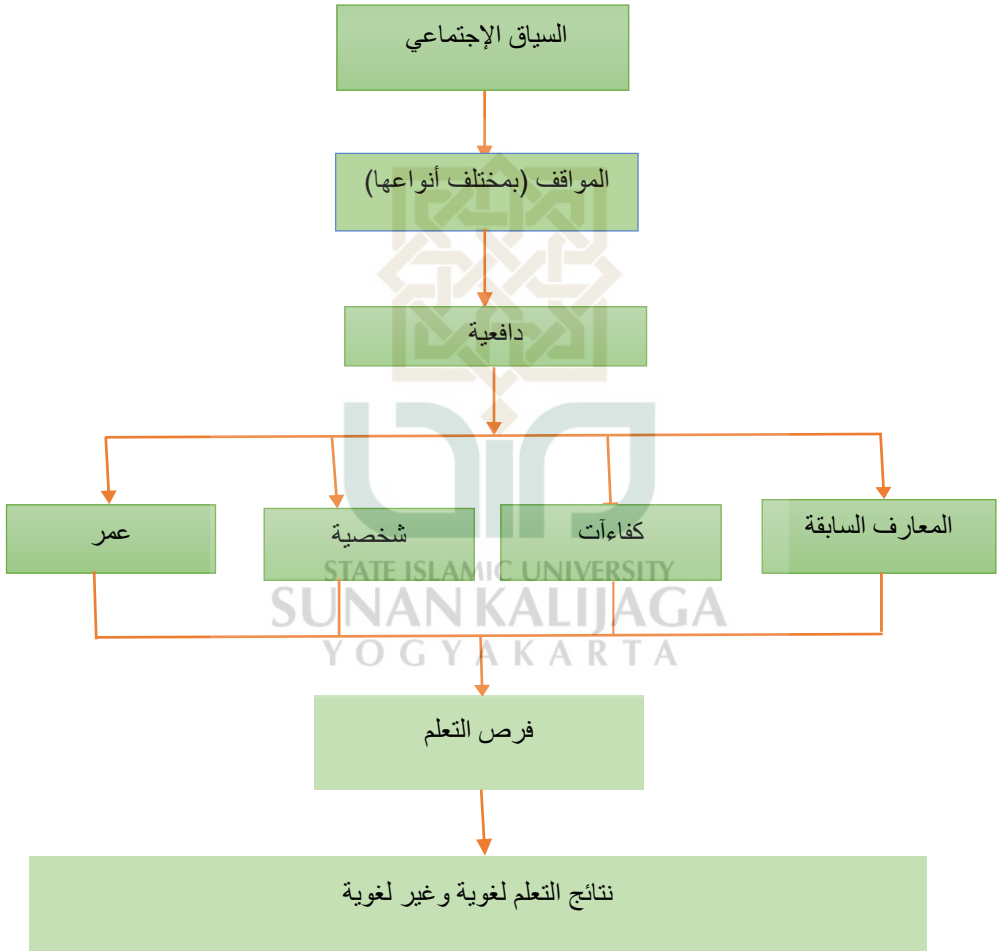 السياق الإجتماعي
المواقف (بمختلف أنواعها)
دافعية
المعارف السابقة
كفاءآت
شخصية
عمر
STATE ISLAMIC UNIVERSITY
SUNAN KALIJAGA
YOGYAKARTA
فرص التعلم
نتائج التعلم لغوية وغير لغوية